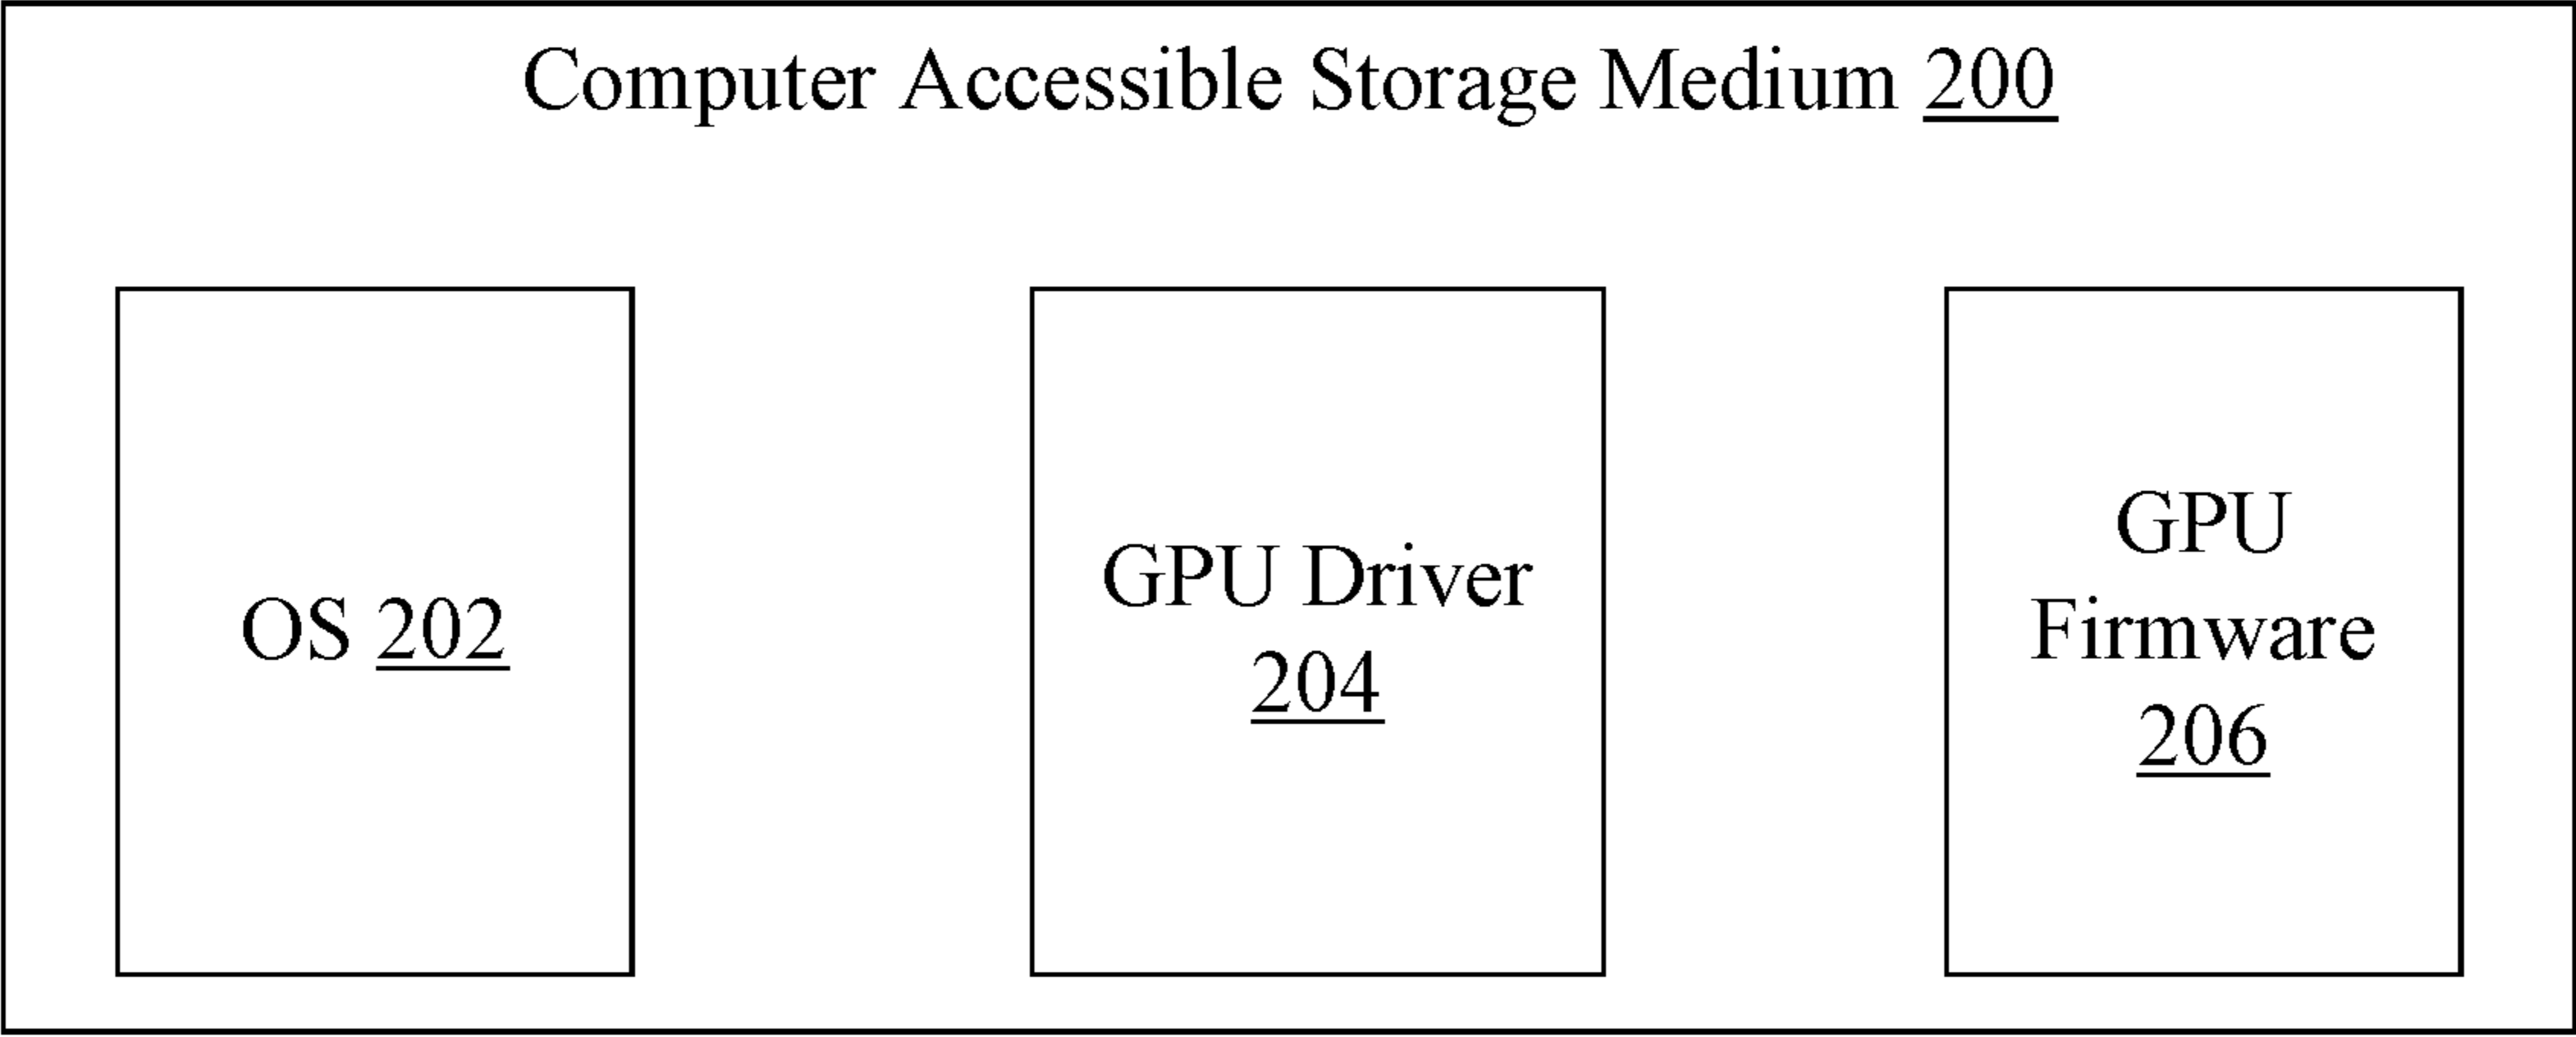 Computer Accessible Storage Medium 200
OS 202
GPU Driver
204
GPU
Firmware
206